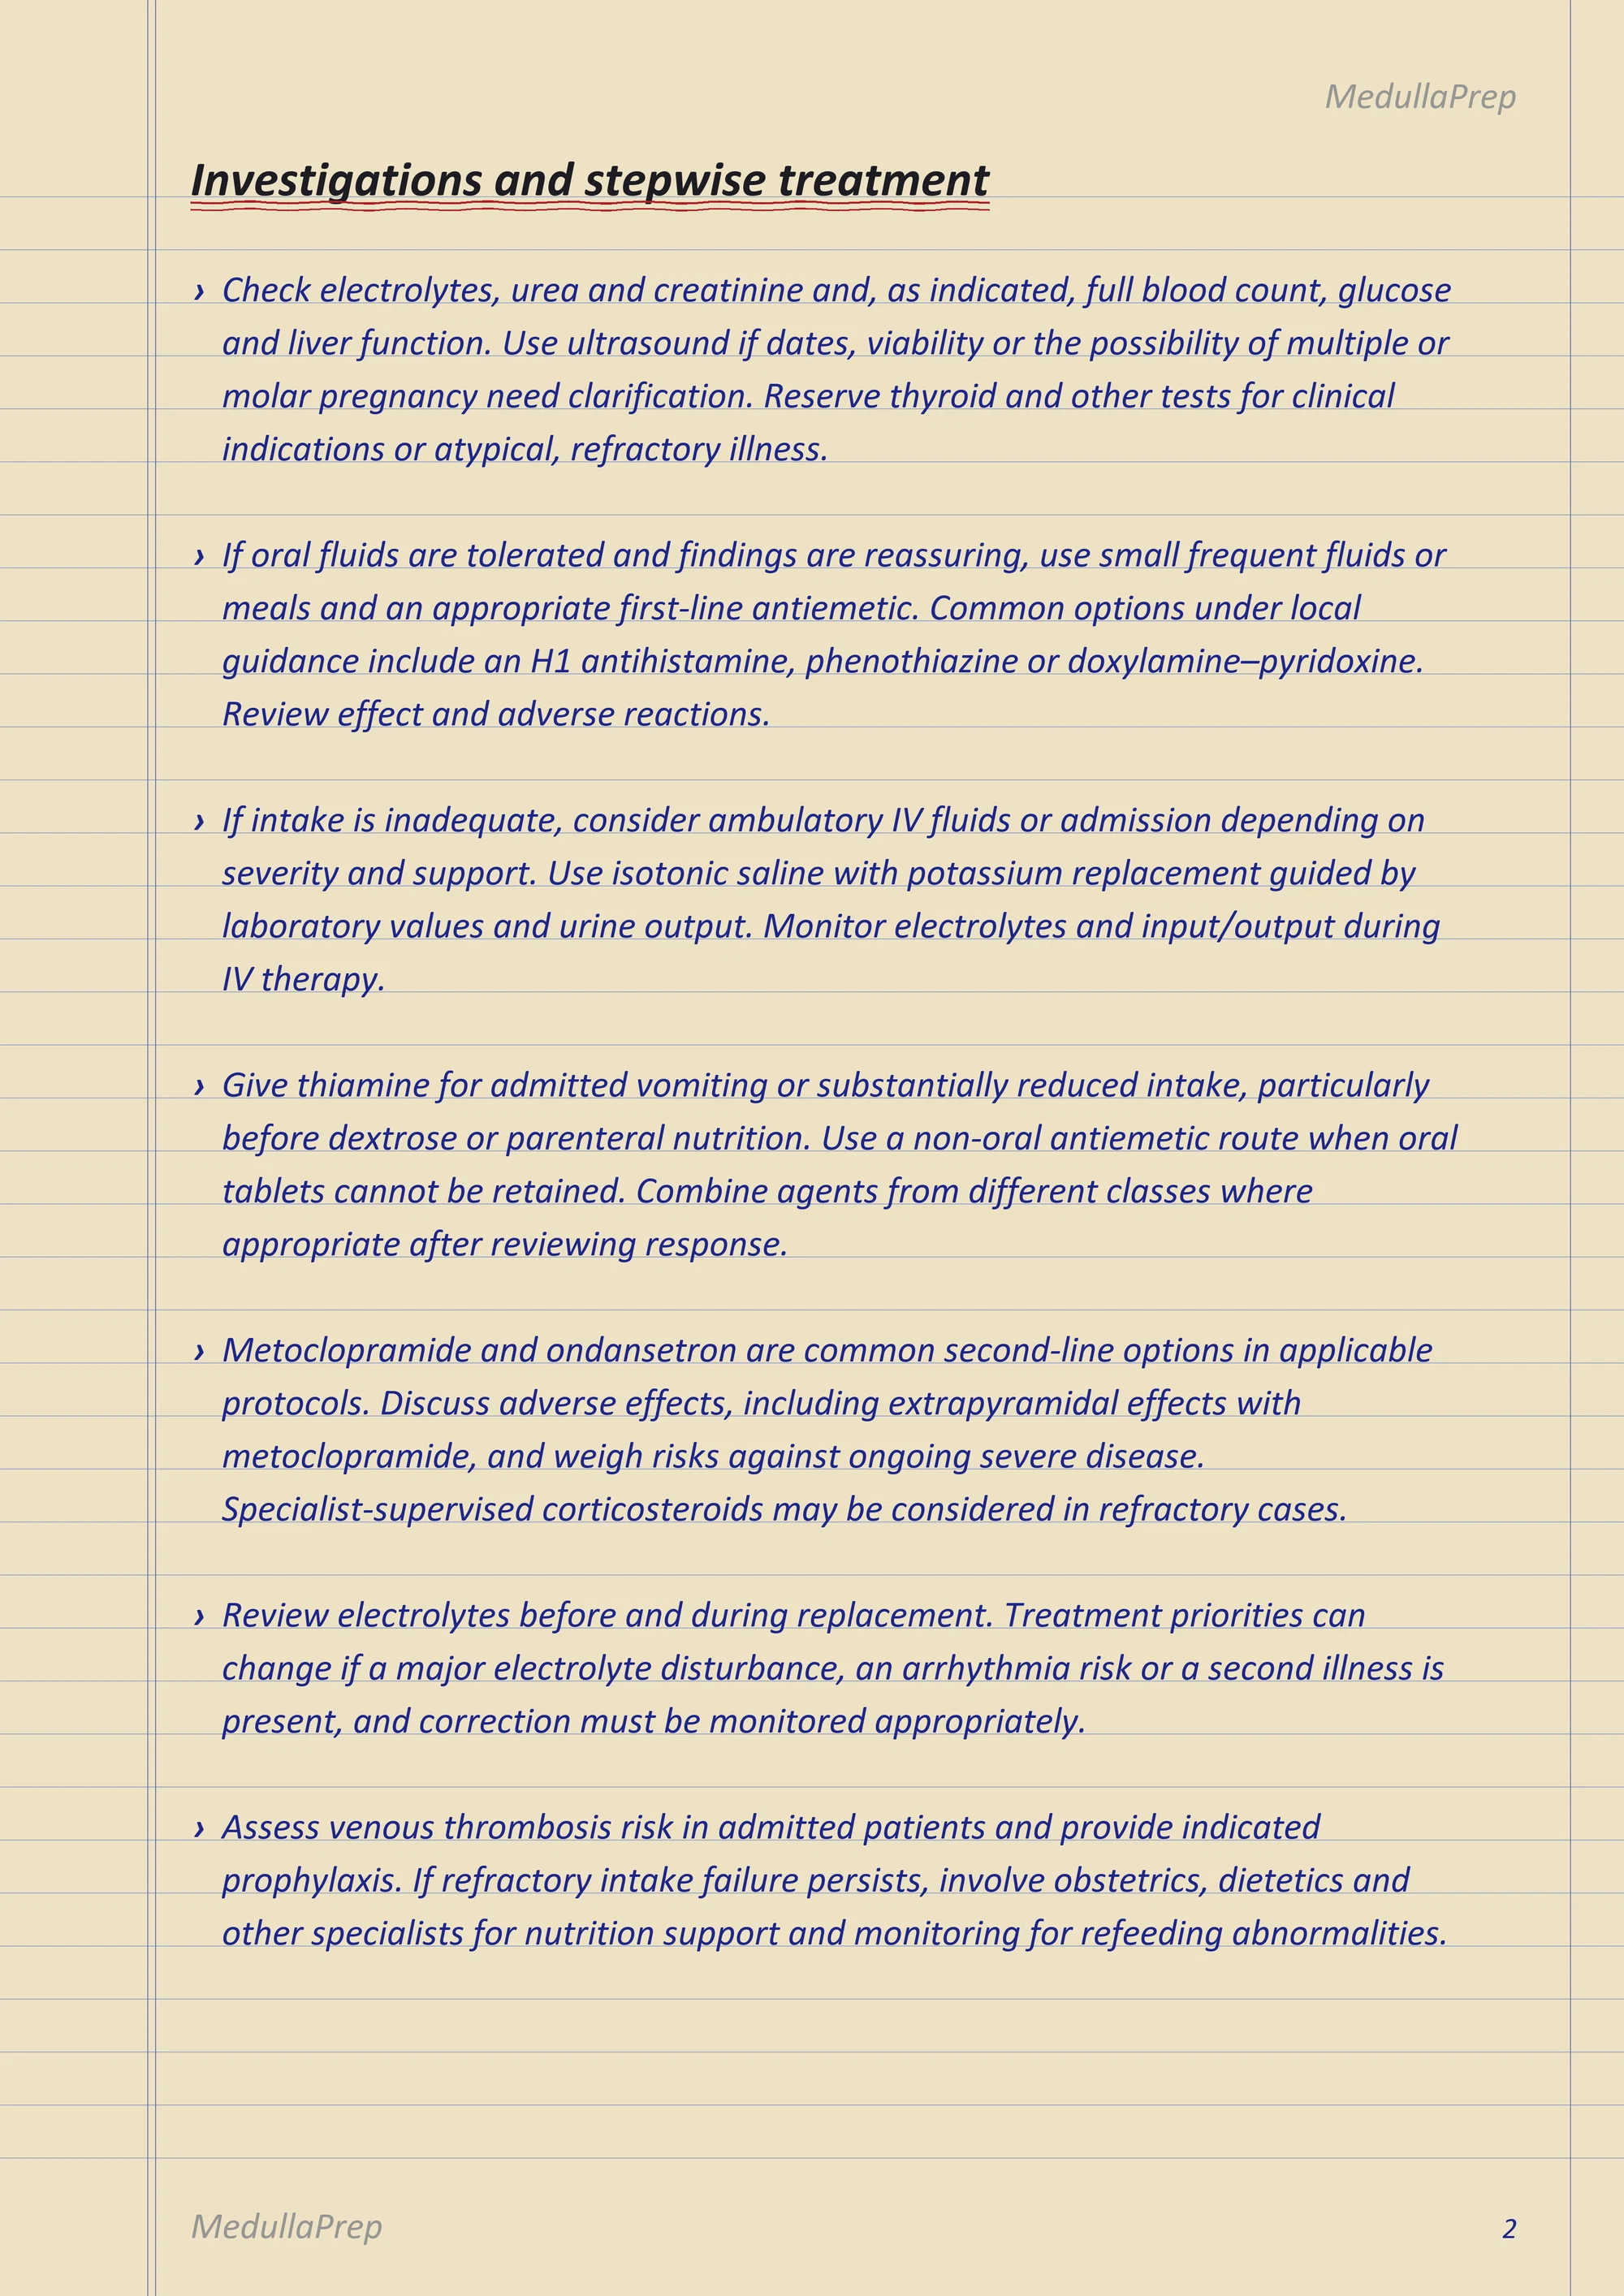 MedullaPrep
Investigations and stepwise treatment
› Check electrolytes, urea and creatinine and, as indicated, full blood count, glucose
and liver function. Use ultrasound if dates, viability or the possibility of multiple or
molar pregnancy need clarification. Reserve thyroid and other tests for clinical
indications or atypical, refractory illness.
› If oral fluids are tolerated and findings are reassuring, use small frequent fluids or
meals and an appropriate first-line antiemetic. Common options under local
guidance include an H1 antihistamine, phenothiazine or doxylamine–pyridoxine.
Review effect and adverse reactions.
› If intake is inadequate, consider ambulatory IV fluids or admission depending on
severity and support. Use isotonic saline with potassium replacement guided by
laboratory values and urine output. Monitor electrolytes and input/output during
IV therapy.
› Give thiamine for admitted vomiting or substantially reduced intake, particularly
before dextrose or parenteral nutrition. Use a non-oral antiemetic route when oral
tablets cannot be retained. Combine agents from different classes where
appropriate after reviewing response.
› Metoclopramide and ondansetron are common second-line options in applicable
protocols. Discuss adverse effects, including extrapyramidal effects with
metoclopramide, and weigh risks against ongoing severe disease.
Specialist-supervised corticosteroids may be considered in refractory cases.
› Review electrolytes before and during replacement. Treatment priorities can
change if a major electrolyte disturbance, an arrhythmia risk or a second illness is
present, and correction must be monitored appropriately.
› Assess venous thrombosis risk in admitted patients and provide indicated
prophylaxis. If refractory intake failure persists, involve obstetrics, dietetics and
other specialists for nutrition support and monitoring for refeeding abnormalities.
MedullaPrep
2